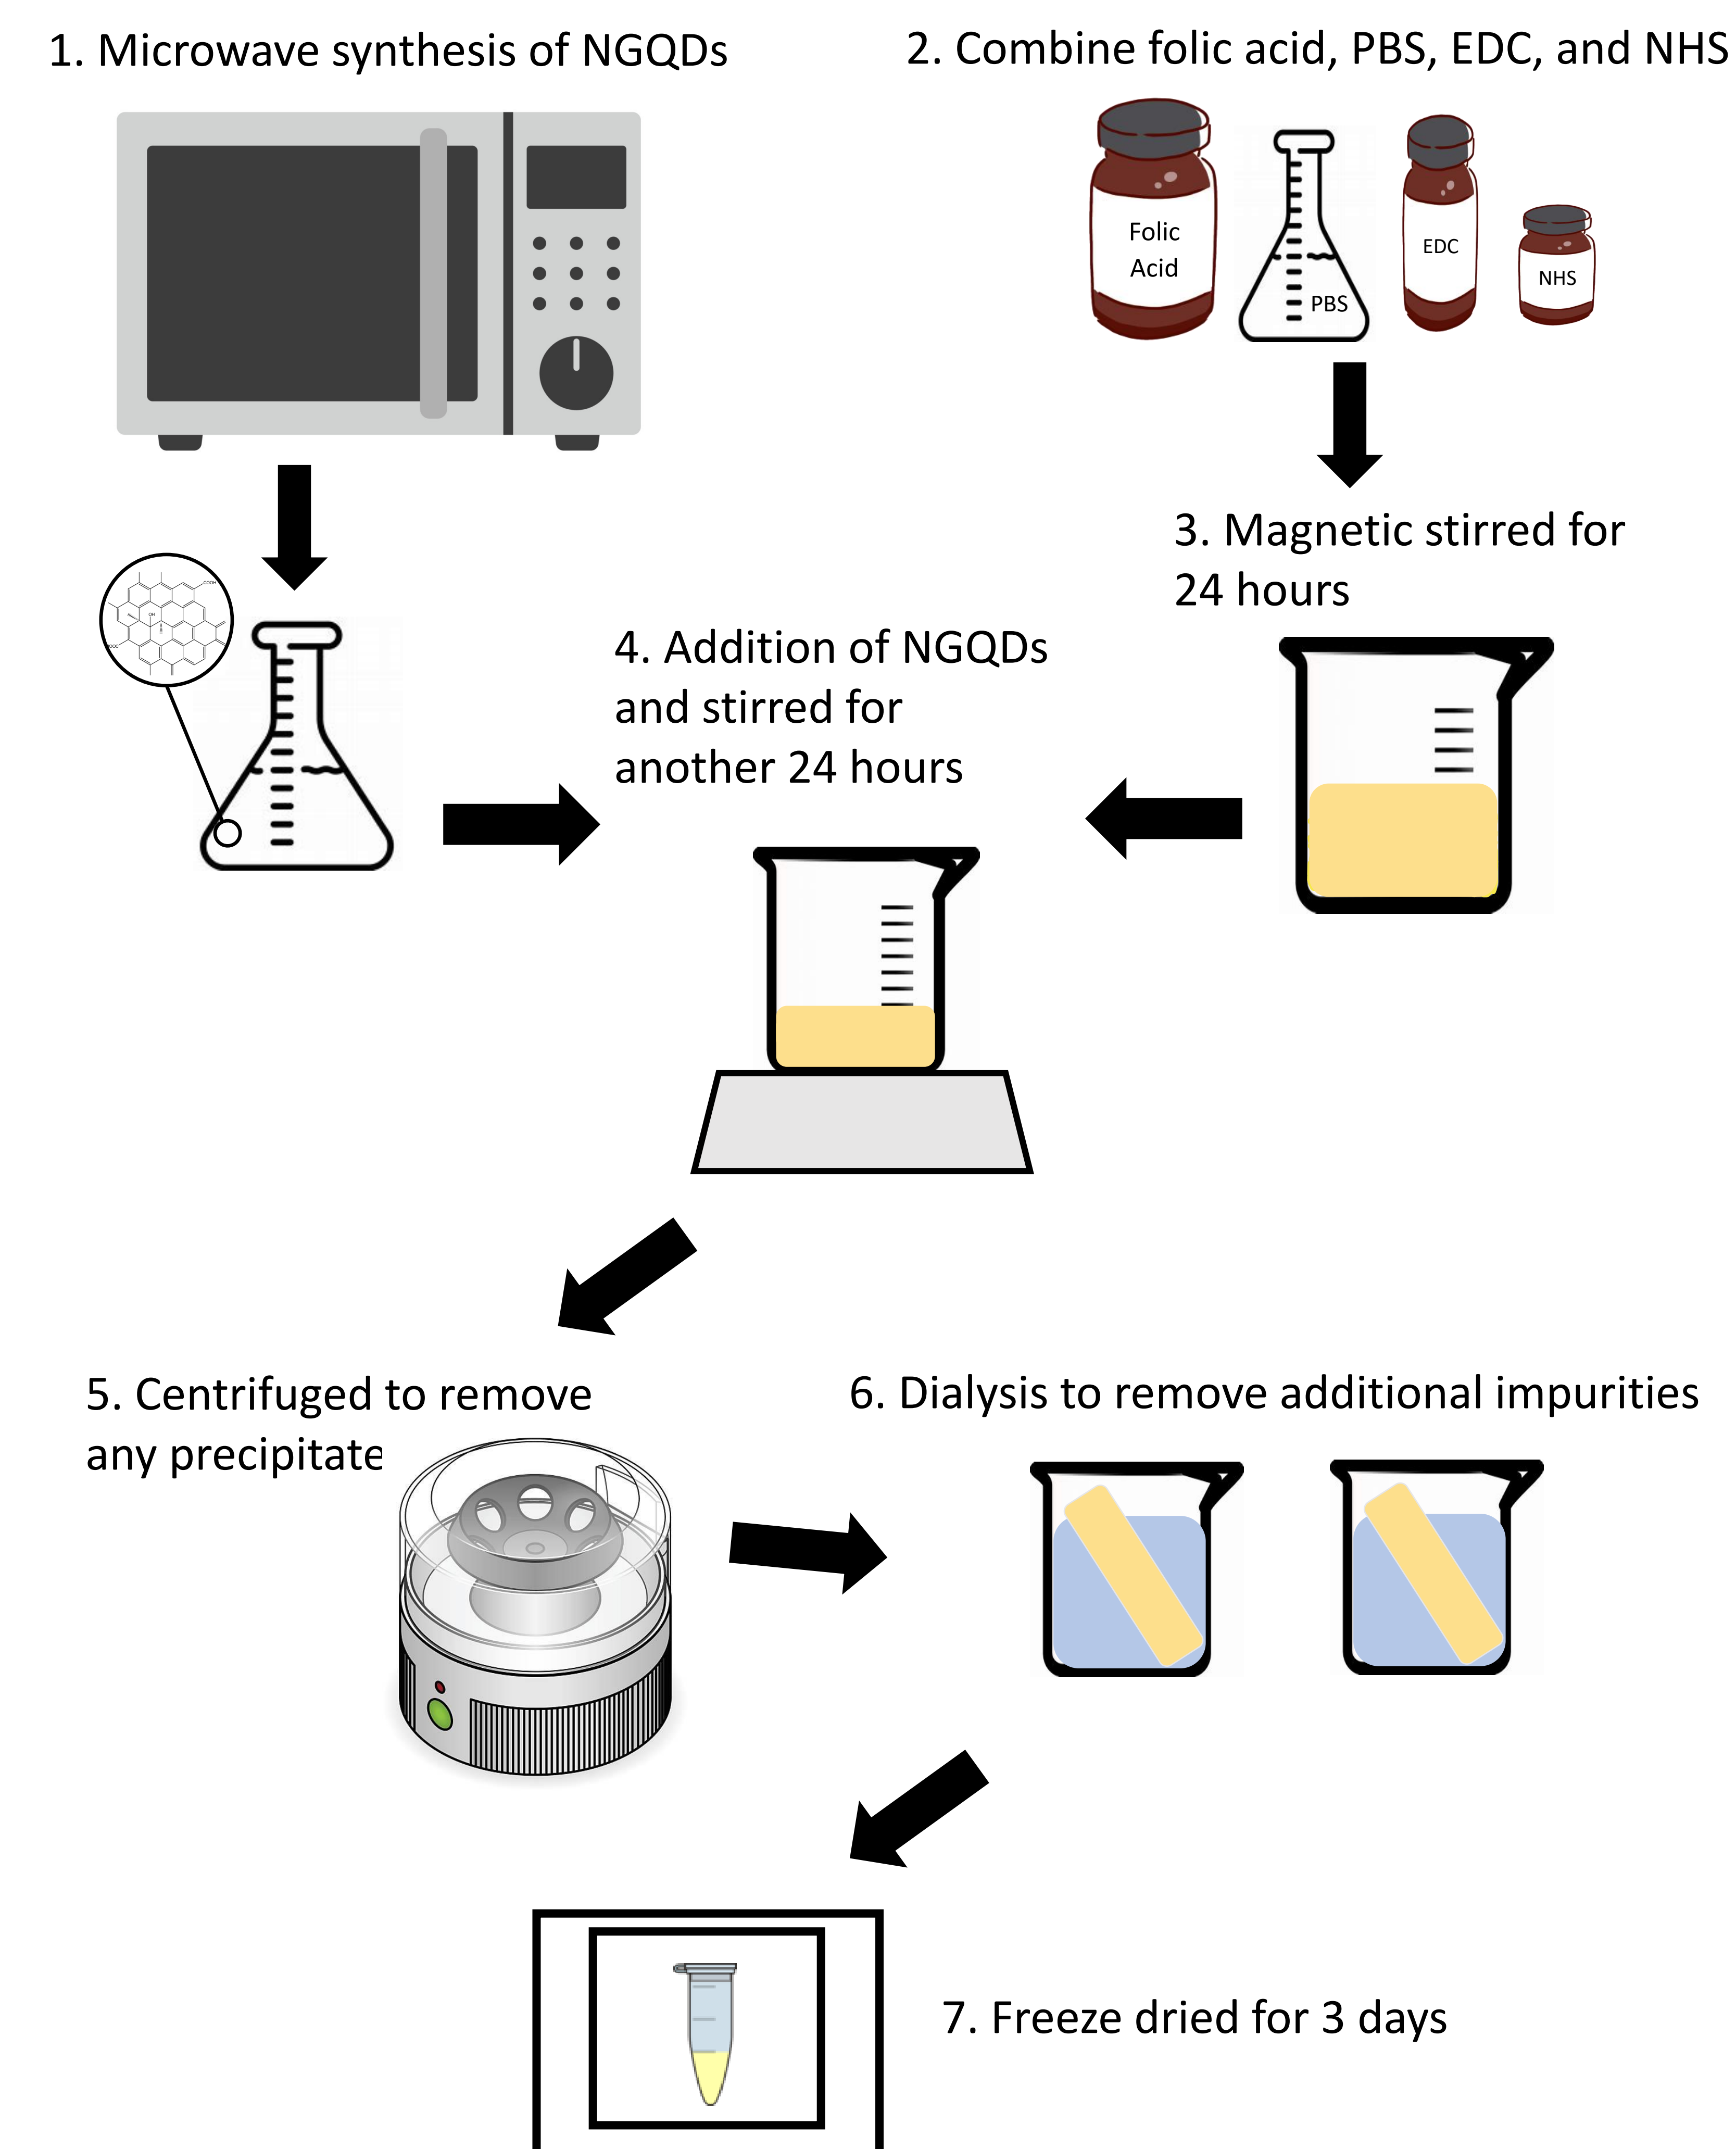 1. Microwave synthesis of NGQDs
2. Combine folic acid, PBS, EDC, and NHS
Folic
Acid
PBS
EDC
NHS
3. Magnetic stirred for
24 hours
COOH
OH
4. Addition of NGQDs
and stirred for
another 24 hours
5. Centrifuged to remove
any precipitate
6. Dialysis to remove additional impurities
7. Freeze dried for 3 days